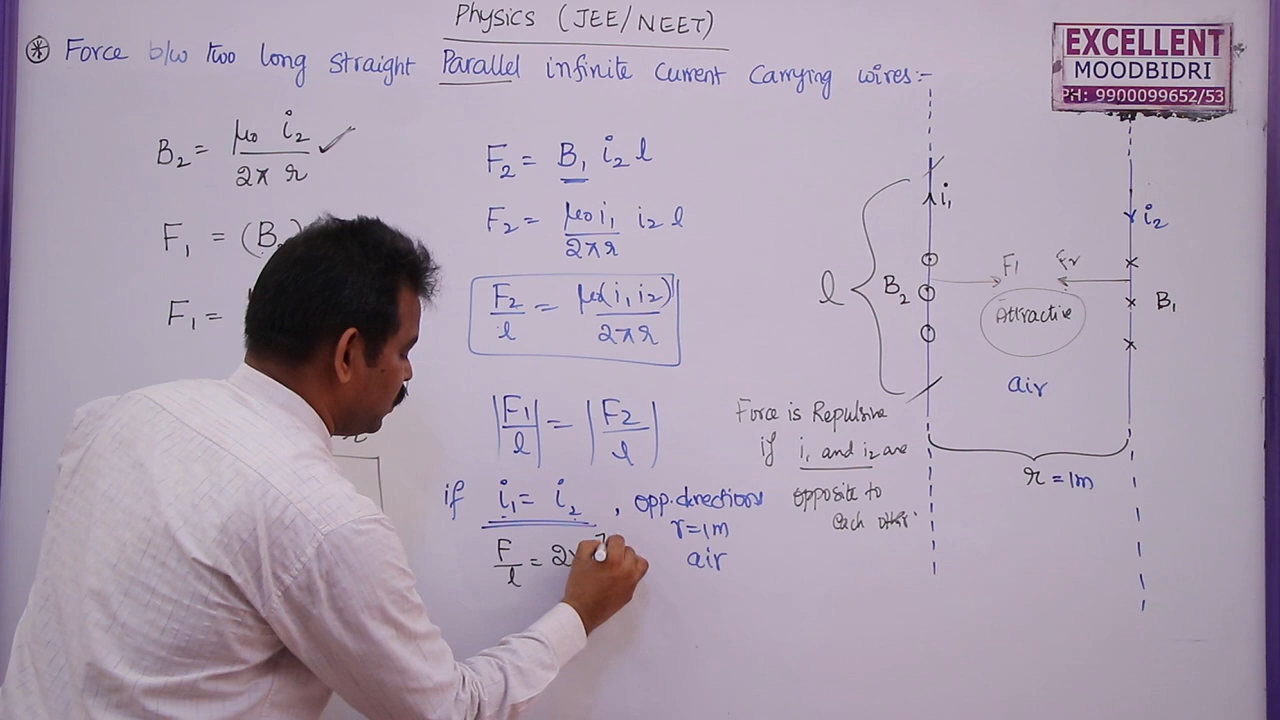 Physics (JEE/NEET)
⊛ Force b/w two long straight Parallel infinite current carrying wires:-
EXCELLENT
MOODBIDRI
PH: 9900099652/53
B₂ = μ₀ i₂ / 2π r
F₁ = (B₂)
F₁ =
F₂ = B₁ i₂ l
F₂ = μ₀ i₁ / 2πr i₂ l
F₂/l = μ₀(i₁ i₂) / 2πr
|F₁/l| = |F₂/l|
if i₁ = i₂ , opp. directions
r = 1m
air
F/l = 2×
i₁
i₂
l
B₂
F₁
Attractive
B₁
air
r = 1m
Force is Repulsive
if i₁ and i₂ are
opposite to
each other.